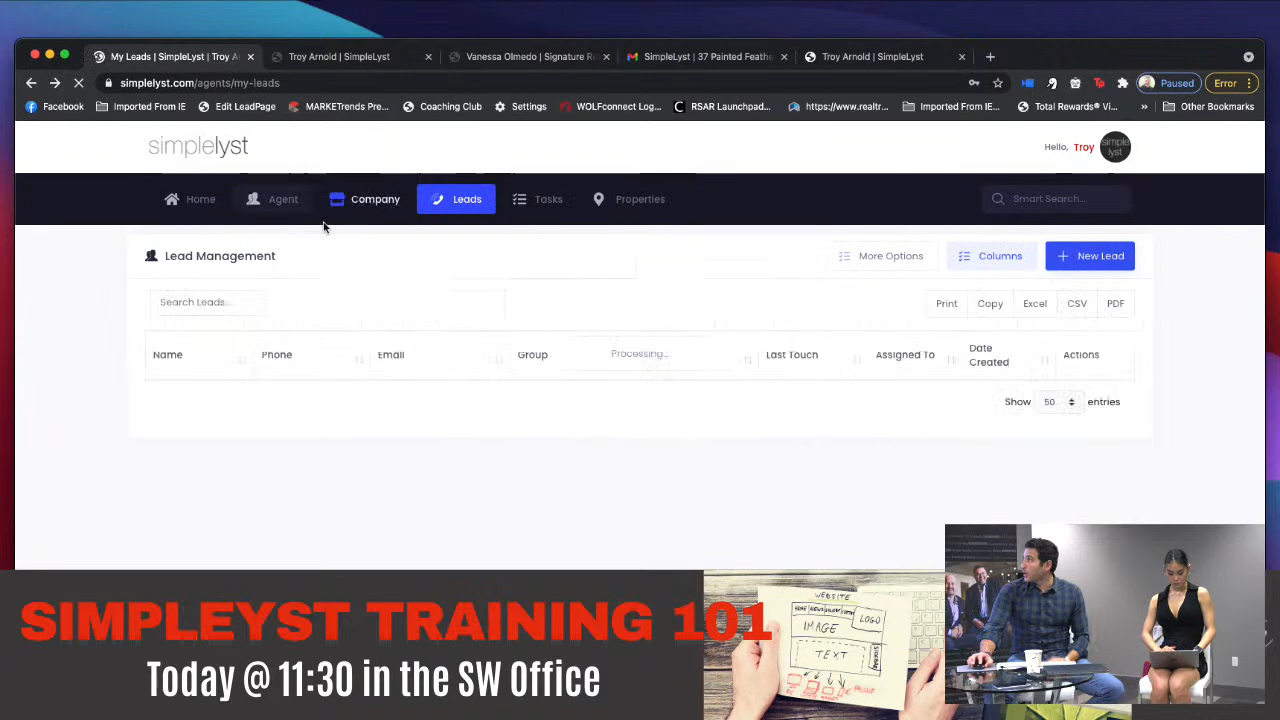 My Leads | SimpleLyst | Troy A
Troy Arnold | SimpleLyst
Vanessa Olmedo | Signature R
SimpleLyst | 37 Painted Feathe
Troy Arnold | SimpleLyst
simplelyst.com/agents/my-leads
Paused
Error
Facebook
Imported From IE
Edit LeadPage
MARKETrends Pre...
Coaching Club
Settings
WOLFconnect Log...
RSAR Launchpad...
https://www.realtr...
Imported From IE...
Total Rewards® Vi...
Other Bookmarks
simplelyst
Hello, Troy
simple
lyst
Home
Agent
Company
Leads
Tasks
Properties
Smart Search...
Lead Management
More Options
Columns
New Lead
Search Leads...
Print
Copy
Excel
CSV
PDF
Name
Phone
Email
Group
Processing...
Last Touch
Assigned To
Date
Created
Actions
Show 50 entries
SIMPLEYST TRAINING 101
Today @ 11:30 in the SW Office
WEBSITE
HOME
IMAGE
LOGO
TEXT